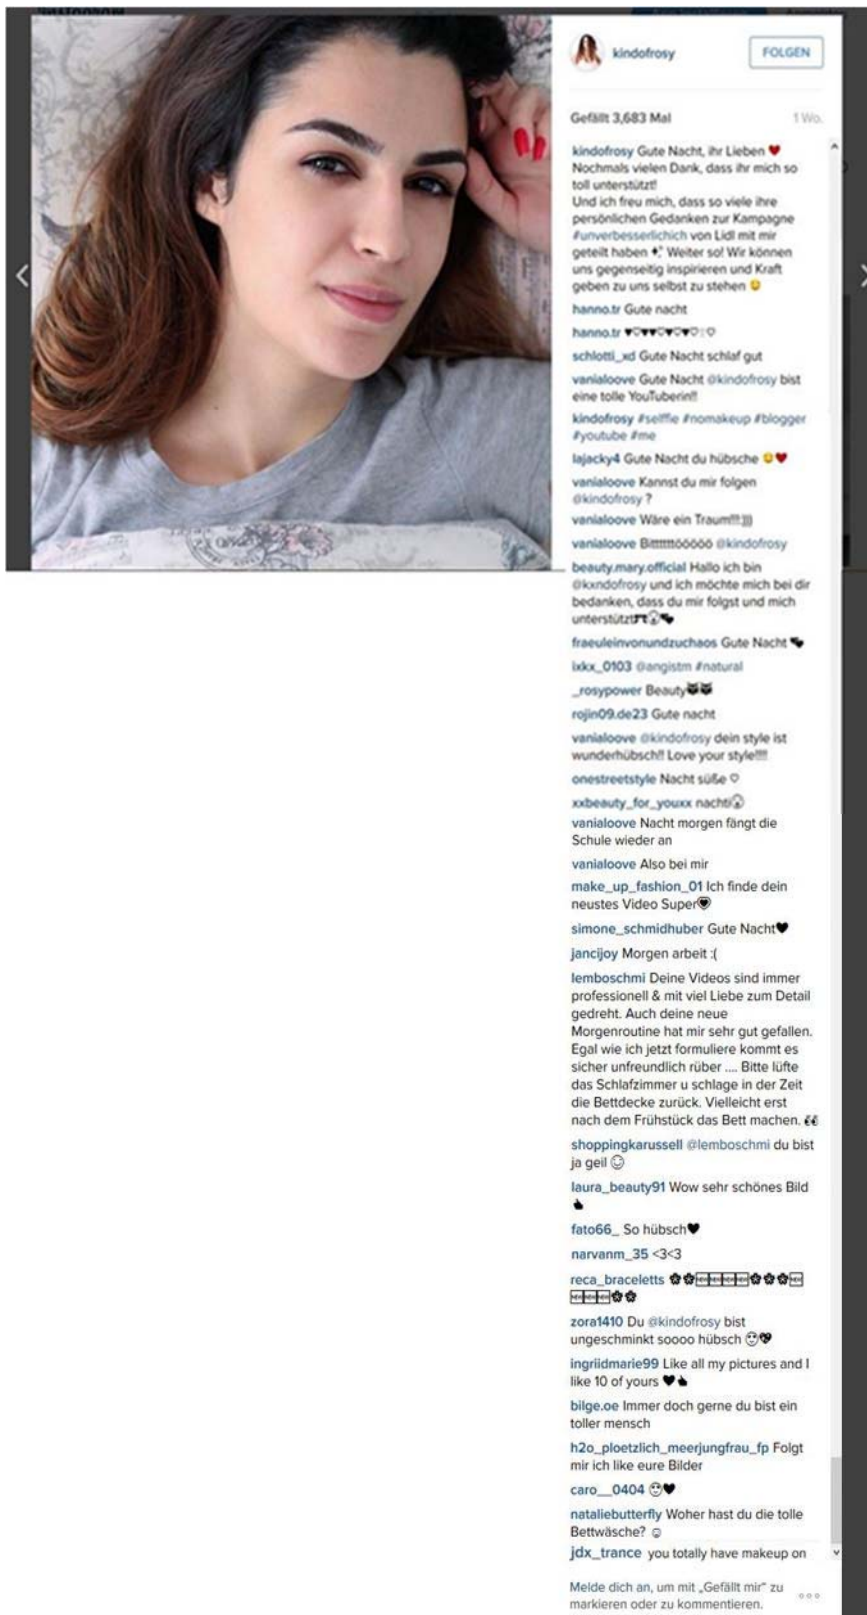 kindofrosy
FOLGEN
Gefällt 3,683 Mal
1 Wo.
kindofrosy Gute Nacht, ihr Lieben ♥
Nochmals vielen Dank, dass ihr mich so
toll unterstützt!
Und ich freu mich, dass so viele ihre
persönlichen Gedanken zur Kampagne
#unverbesserlichich von Lidl mit mir
geteilt haben ✨ Weiter so! Wir können
uns gegenseitig inspirieren und Kraft
geben zu uns selbst zu stehen 😊
hanno.tr Gute nacht
hanno.tr ♥♡♥♥♡♥♡♥♡♡
schlotti_xd Gute Nacht schlaf gut
vanialoove Gute Nacht @kindofrosy bist
eine tolle YouTuberin!!
kindofrosy #selffie #nomakeup #blogger
#youtube #me
lajacky4 Gute Nacht du hübsche 😊♥
vanialoove Kannst du mir folgen
@kindofrosy ?
vanialoove Wäre ein Traum!!!:)))
vanialoove @kindofrosy
beauty.mary.official Hallo ich bin
@kxndofrosy und ich möchte mich bei dir
bedanken, dass du mir folgst und mich
unterstützt
fraeuleinvonundzuchaos Gute Nacht
ixkx_0103 @angistm #natural
_rosypower Beauty
rojin09.de23 Gute nacht
vanialoove @kindofrosy dein style ist
wunderhübsch!! Love your style!!!!
onestreetstyle Nacht süße ♡
xxbeauty_for_youxx nachti
vanialoove Nacht morgen fängt die
Schule wieder an
vanialoove Also bei mir
make_up_fashion_01 Ich finde dein
neustes Video Super
simone_schmidhuber Gute Nacht♥
jancijoy Morgen arbeit :(
lemboschmi Deine Videos sind immer
professionell & mit viel Liebe zum Detail
gedreht. Auch deine neue
Morgenroutine hat mir sehr gut gefallen.
Egal wie ich jetzt formuliere kommt es
sicher unfreundlich rüber .... Bitte lüfte
das Schlafzimmer u schlage in der Zeit
die Bettdecke zurück. Vielleicht erst
nach dem Frühstück das Bett machen.
shoppingkarussell @lemboschmi du bist
ja geil ☺
laura_beauty91 Wow sehr schönes Bild
fato66_ So hübsch♥
narvanm_35 <3<3
reca_braceletts
zora1410 Du @kindofrosy bist
ungeschminkt soooo hübsch
ingriidmarie99 Like all my pictures and I
like 10 of yours ♥
bilge.oe Immer doch gerne du bist ein
toller mensch
h2o_ploetzlich_meerjungfrau_fp Folgt
mir ich like eure Bilder
caro__0404 ☺♥
nataliebutterfly Woher hast du die tolle
Bettwäsche? ☺
jdx_trance you totally have makeup on
Melde dich an, um mit „Gefällt mir“ zu
markieren oder zu kommentieren.